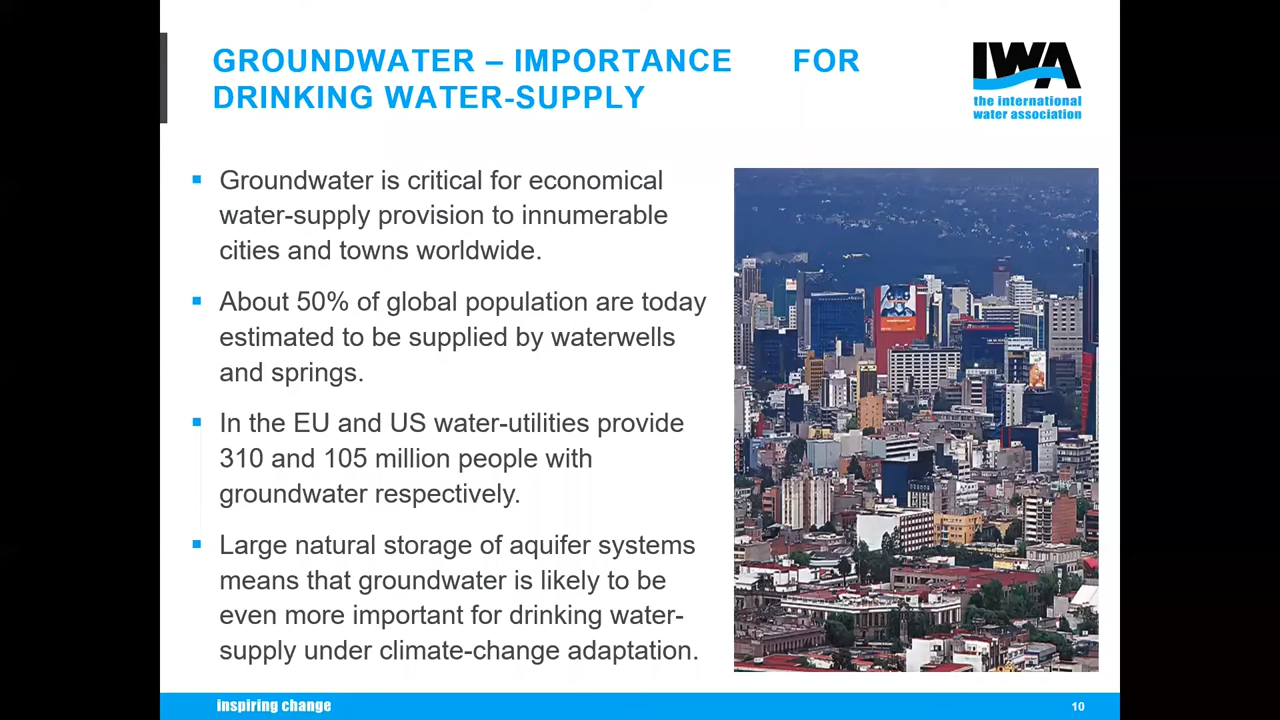 GROUNDWATER – IMPORTANCE FOR
DRINKING WATER-SUPPLY
IWA
the international
water association
▪ Groundwater is critical for economical
water-supply provision to innumerable
cities and towns worldwide.
▪ About 50% of global population are today
estimated to be supplied by waterwells
and springs.
▪ In the EU and US water-utilities provide
310 and 105 million people with
groundwater respectively.
▪ Large natural storage of aquifer systems
means that groundwater is likely to be
even more important for drinking water-
supply under climate-change adaptation.
inspiring change
10